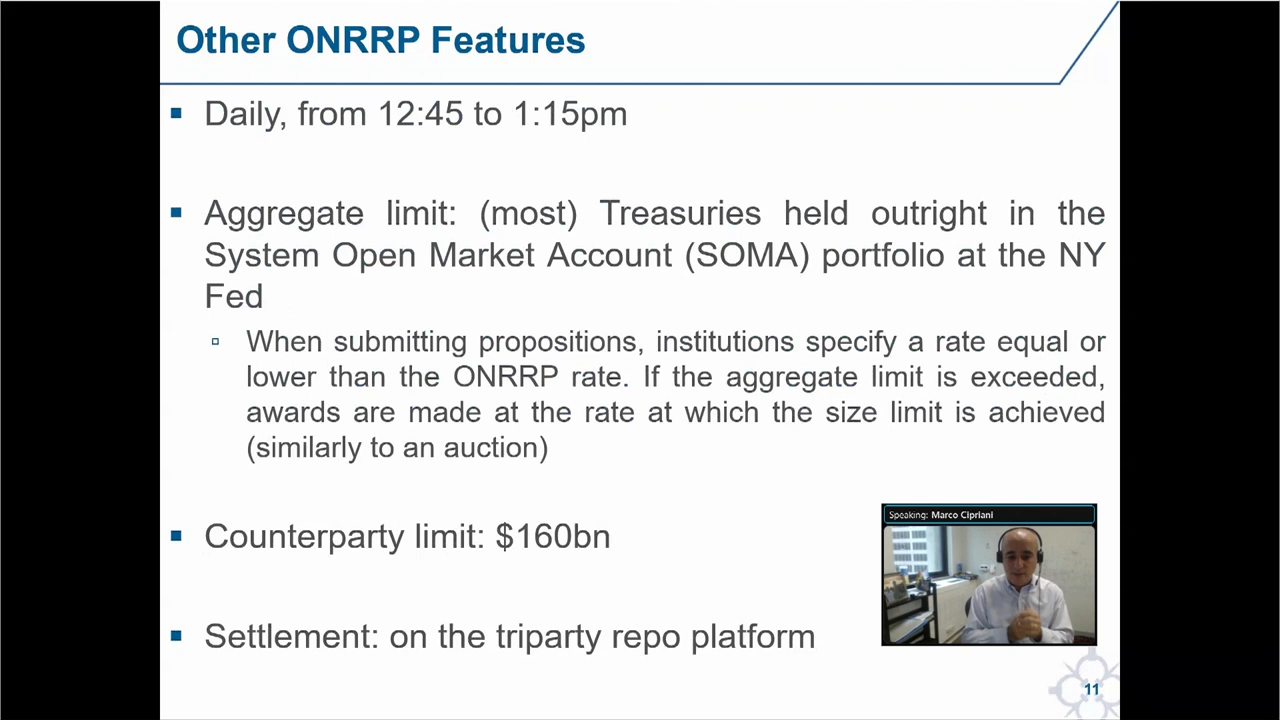 Other ONRRP Features
▪ Daily, from 12:45 to 1:15pm
▪ Aggregate limit: (most) Treasuries held outright in the
System Open Market Account (SOMA) portfolio at the NY
Fed
▫ When submitting propositions, institutions specify a rate equal or
lower than the ONRRP rate. If the aggregate limit is exceeded,
awards are made at the rate at which the size limit is achieved
(similarly to an auction)
▪ Counterparty limit: $160bn
Speaking: Marco Cipriani
▪ Settlement: on the triparty repo platform
11